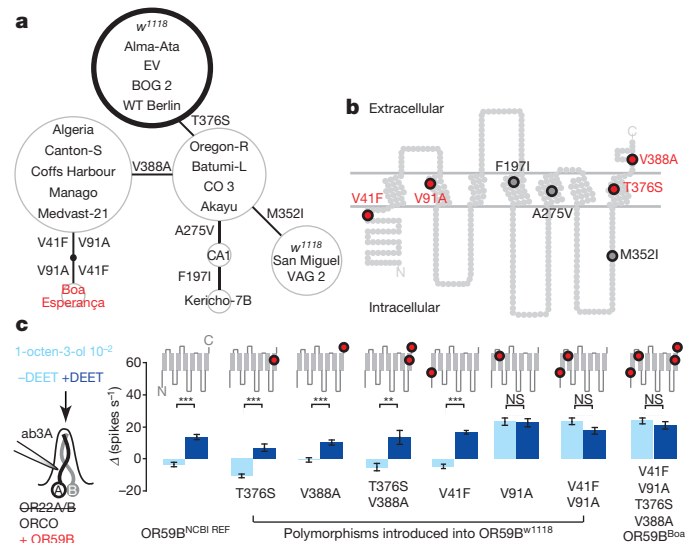 a
w1118
Alma-Ata
EV
BOG 2
WT Berlin
T376S
Algeria
Canton-S
Coffs Harbour
Manago
Medvast-21
V388A
Oregon-R
Batumi-L
CO 3
Akayu
V41F V91A
V91A V41F
Boa
Esperança
A275V
CA1
F197I
Kericho-7B
M352I
w1118
San Miguel
VAG 2
b
Extracellular
C
V388A
F197I
V41F
V91A
T376S
A275V
M352I
N
Intracellular
c
1-octen-3-ol 10−2
−DEET +DEET
ab3A
A B
OR22A/B
ORCO
+ OR59B
Δ (spikes s−1)
60
40
20
0
−20
C
N
*** *** *** ** *** NS NS NS
T376S
V388A
T376S
V388A
V41F
V91A
V41F
V91A
V41F
V91A
T376S
V388A
OR59BNCBI REF
Polymorphisms introduced into OR59Bw1118
OR59BBoa